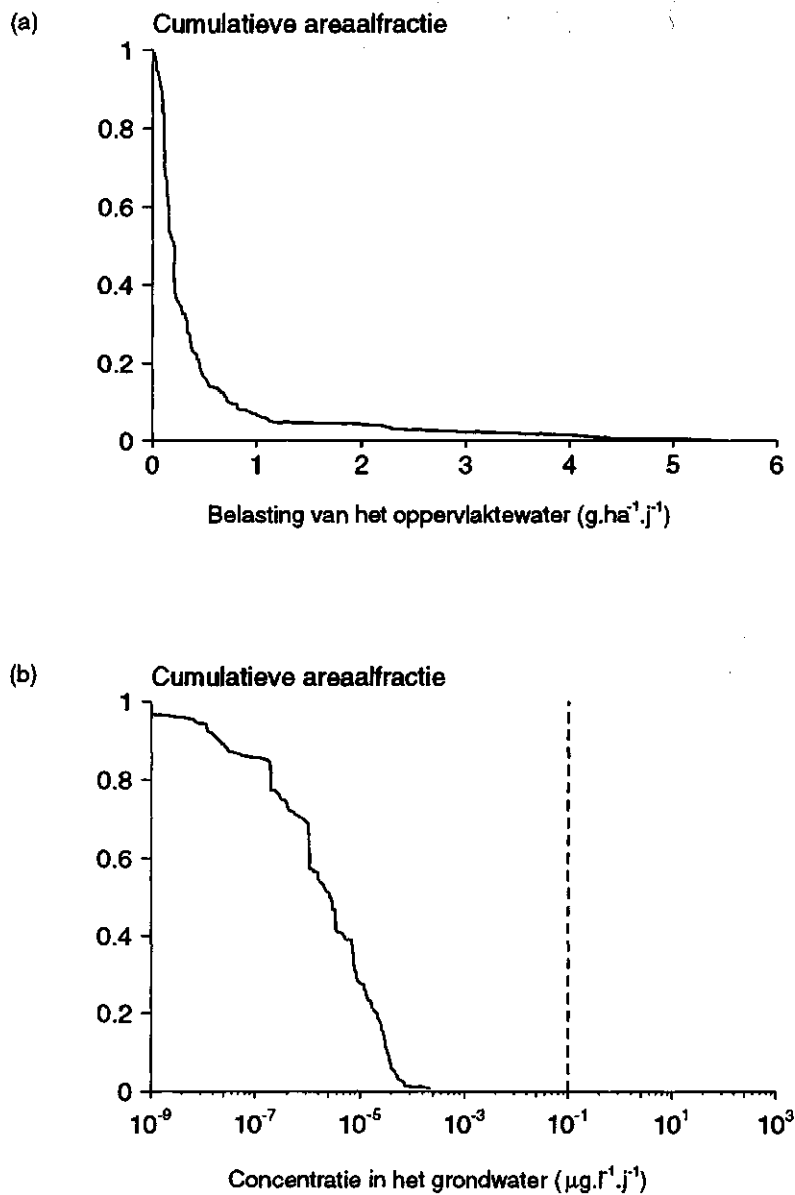 (a)
Cumulatieve areaalfractie
1
0.8
0.6
0.4
0.2
0
0 1 2 3 4 5 6
Belasting van het oppervlaktewater (g.ha⁻¹.j⁻¹)
(b)
Cumulatieve areaalfractie
1
0.8
0.6
0.4
0.2
0
10⁻⁹ 10⁻⁷ 10⁻⁵ 10⁻³ 10⁻¹ 10¹ 10³
Concentratie in het grondwater (μg.l⁻¹.j⁻¹)